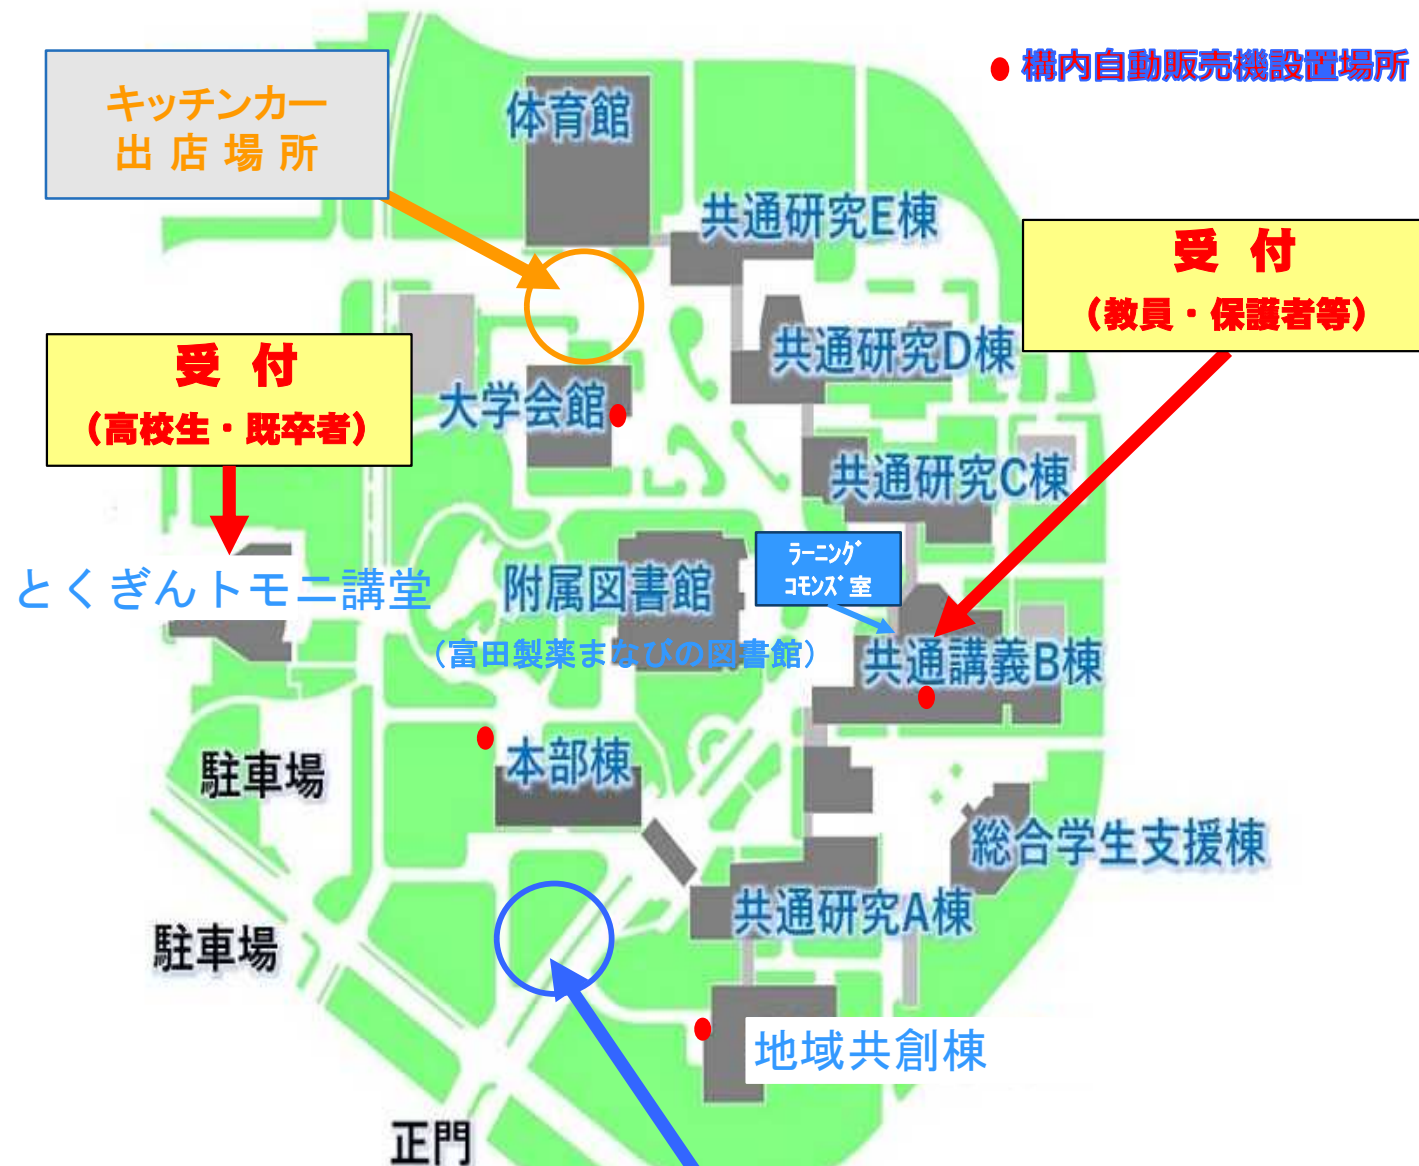 ● 構内自動販売機設置場所
キッチンカー
出店場所
体育館
共通研究E棟
受付
（教員・保護者等）
受付
（高校生・既卒者）
共通研究D棟
大学会館
共通研究C棟
ラーニング
コモンズ室
とくぎんトモニ講堂
附属図書館
（富田製薬まなびの図書館）
共通講義B棟
駐車場
本部棟
総合学生支援棟
共通研究A棟
駐車場
地域共創棟
正門